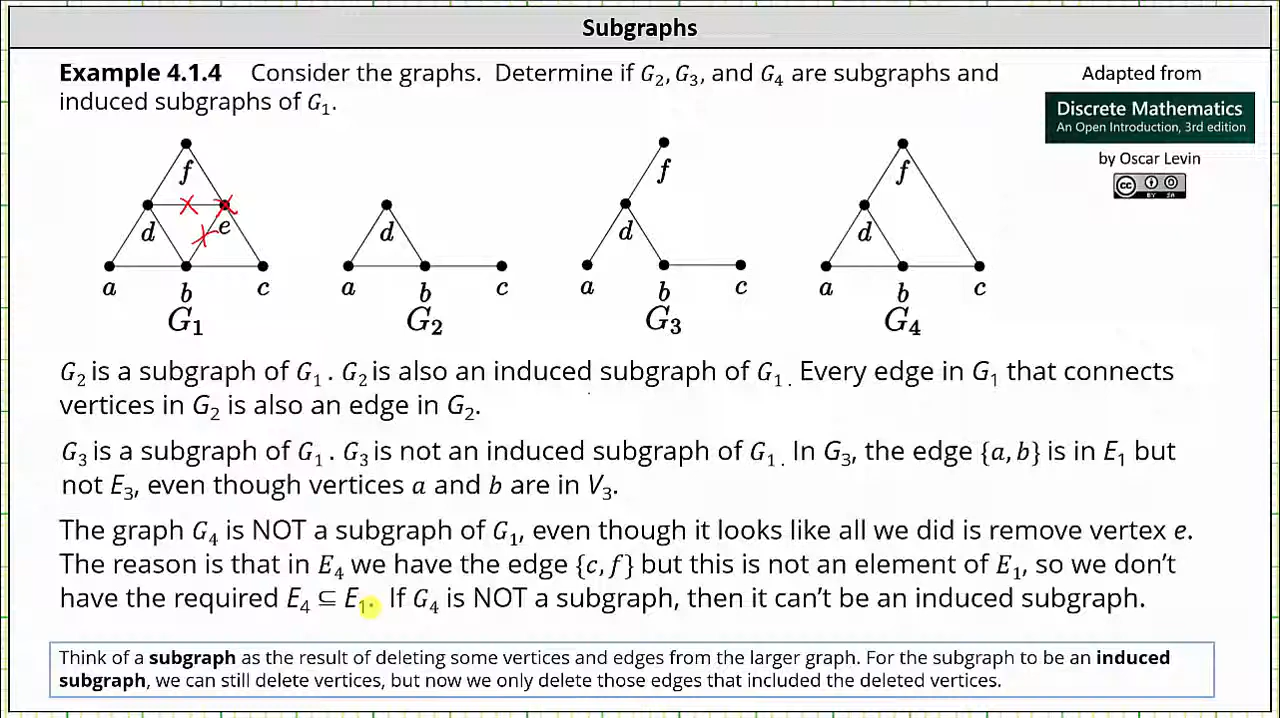 Subgraphs
Example 4.1.4 Consider the graphs. Determine if G₂, G₃, and G₄ are subgraphs and
induced subgraphs of G₁.
Adapted from
Discrete Mathematics
An Open Introduction, 3rd edition
by Oscar Levin
cc BY SA
f
d e
a b c
G₁
d
a b c
G₂
f
d
a b c
G₃
f
d
a b c
G₄
G₂ is a subgraph of G₁. G₂ is also an induced subgraph of G₁. Every edge in G₁ that connects
vertices in G₂ is also an edge in G₂.
G₃ is a subgraph of G₁. G₃ is not an induced subgraph of G₁. In G₃, the edge {a, b} is in E₁ but
not E₃, even though vertices a and b are in V₃.
The graph G₄ is NOT a subgraph of G₁, even though it looks like all we did is remove vertex e.
The reason is that in E₄ we have the edge {c, f} but this is not an element of E₁, so we don't
have the required E₄ ⊆ E₁. If G₄ is NOT a subgraph, then it can't be an induced subgraph.
Think of a subgraph as the result of deleting some vertices and edges from the larger graph. For the subgraph to be an induced
subgraph, we can still delete vertices, but now we only delete those edges that included the deleted vertices.